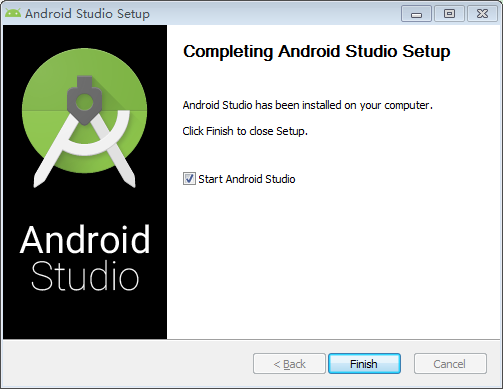 Android Studio Setup
Completing Android Studio Setup
Android Studio has been installed on your computer.
Click Finish to close Setup.
Start Android Studio
Android
Studio
< Back
Finish
Cancel